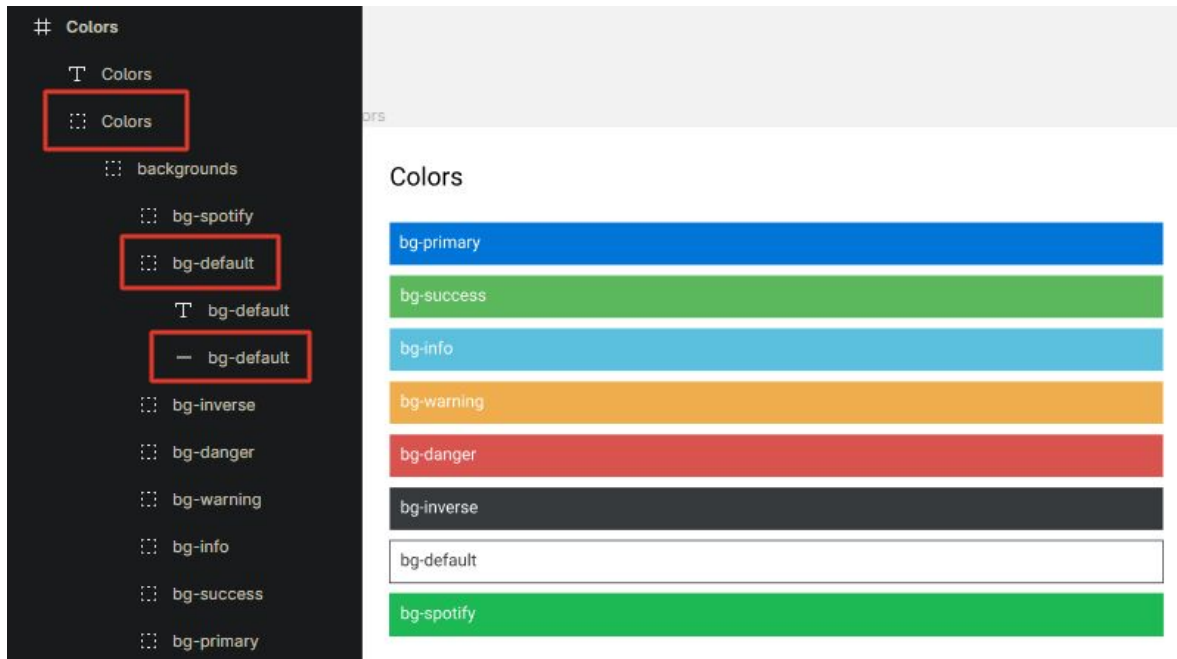 Colors
Colors
Colors
backgrounds
bg-spotify
bg-default
bg-default
bg-default
bg-inverse
bg-danger
bg-warning
bg-info
bg-success
bg-primary
ors
Colors
bg-primary
bg-success
bg-info
bg-warning
bg-danger
bg-inverse
bg-default
bg-spotify